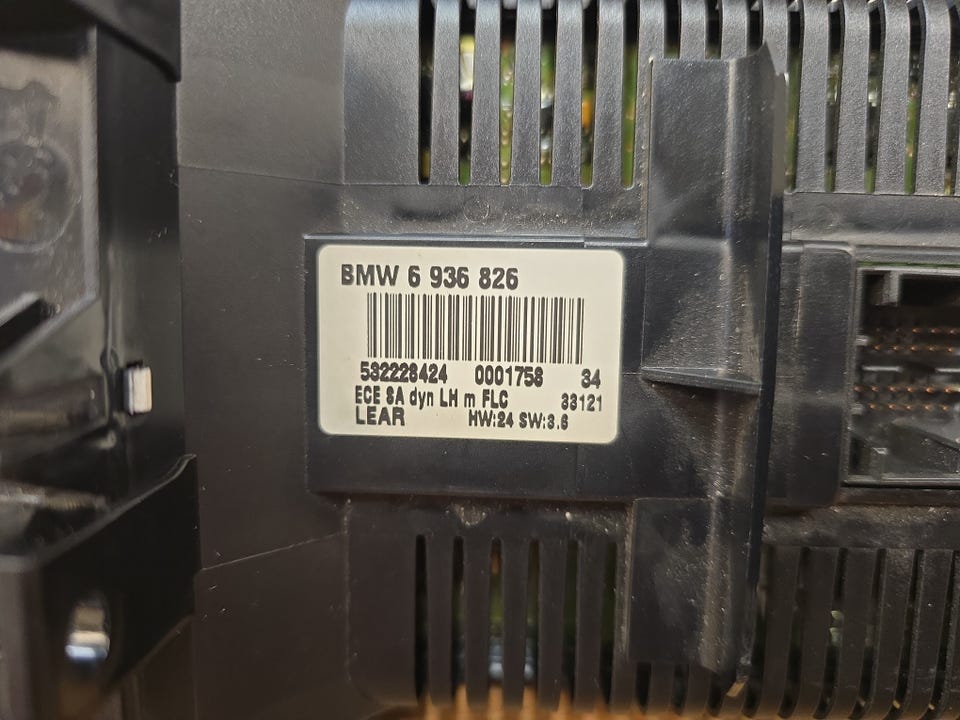 BMW 6 936 826
532228424 0001758 34
ECE SA dyn LH m FLC 33121
LEAR HW:24 SW:3.6